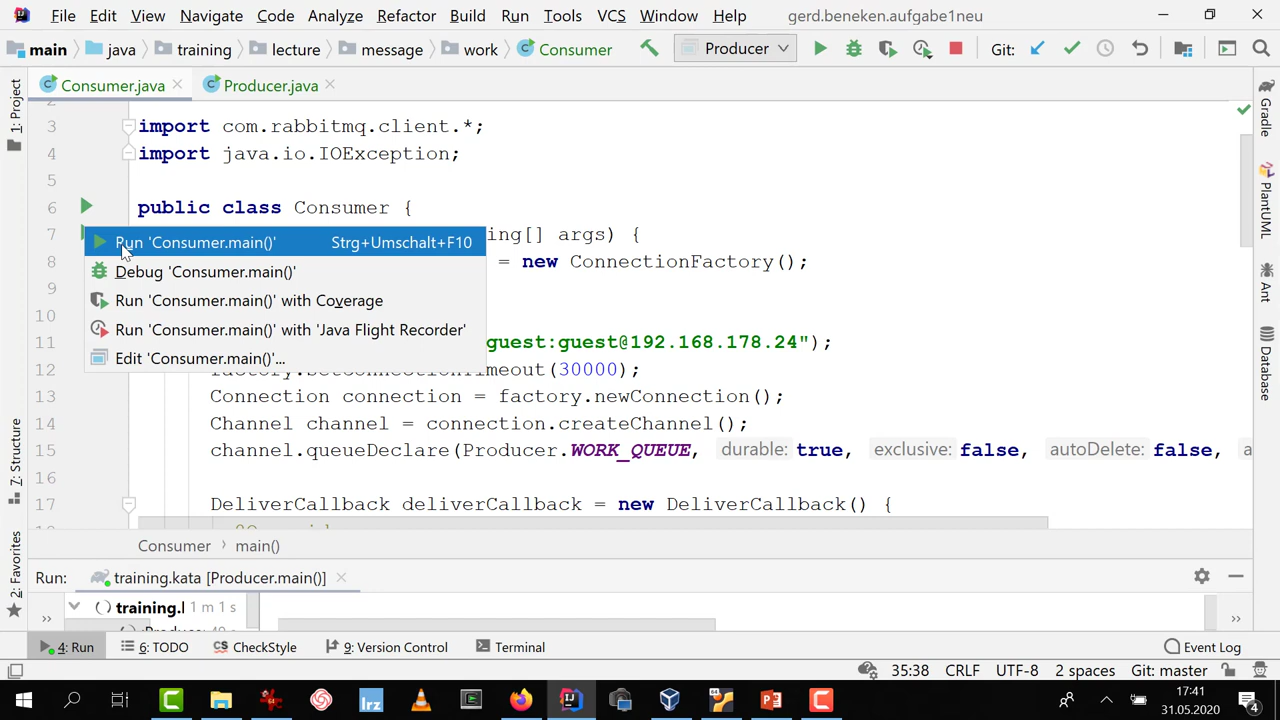 File Edit View Navigate Code Analyze Refactor Build Run Tools VCS Window Help gerd.beneken.aufgabe1neu
main java training lecture message work Consumer Producer Git:
Consumer.java Producer.java
3 import com.rabbitmq.client.*;
4 import java.io.IOException;
5
6 public class Consumer {
7 ing[] args) {
8 = new ConnectionFactory();
9
10
11 guest:guest@192.168.178.24");
12 factory.setConnectionTimeout(30000);
13 Connection connection = factory.newConnection();
14 Channel channel = connection.createChannel();
15 channel.queueDeclare(Producer.WORK_QUEUE, durable: true, exclusive: false, autoDelete: false, a
16
17 DeliverCallback deliverCallback = new DeliverCallback() {
Run 'Consumer.main()' Strg+Umschalt+F10
Debug 'Consumer.main()'
Run 'Consumer.main()' with Coverage
Run 'Consumer.main()' with 'Java Flight Recorder'
Edit 'Consumer.main()'...
Consumer › main()
Run: training.kata [Producer.main()]
training.l 1 m 1 s
4: Run 6: TODO CheckStyle 9: Version Control Terminal Event Log
35:38 CRLF UTF-8 2 spaces Git: master
1: Project
7: Structure
2: Favorites
Gradle
PlantUML
Ant
Database
lrz
17:41
31.05.2020
4